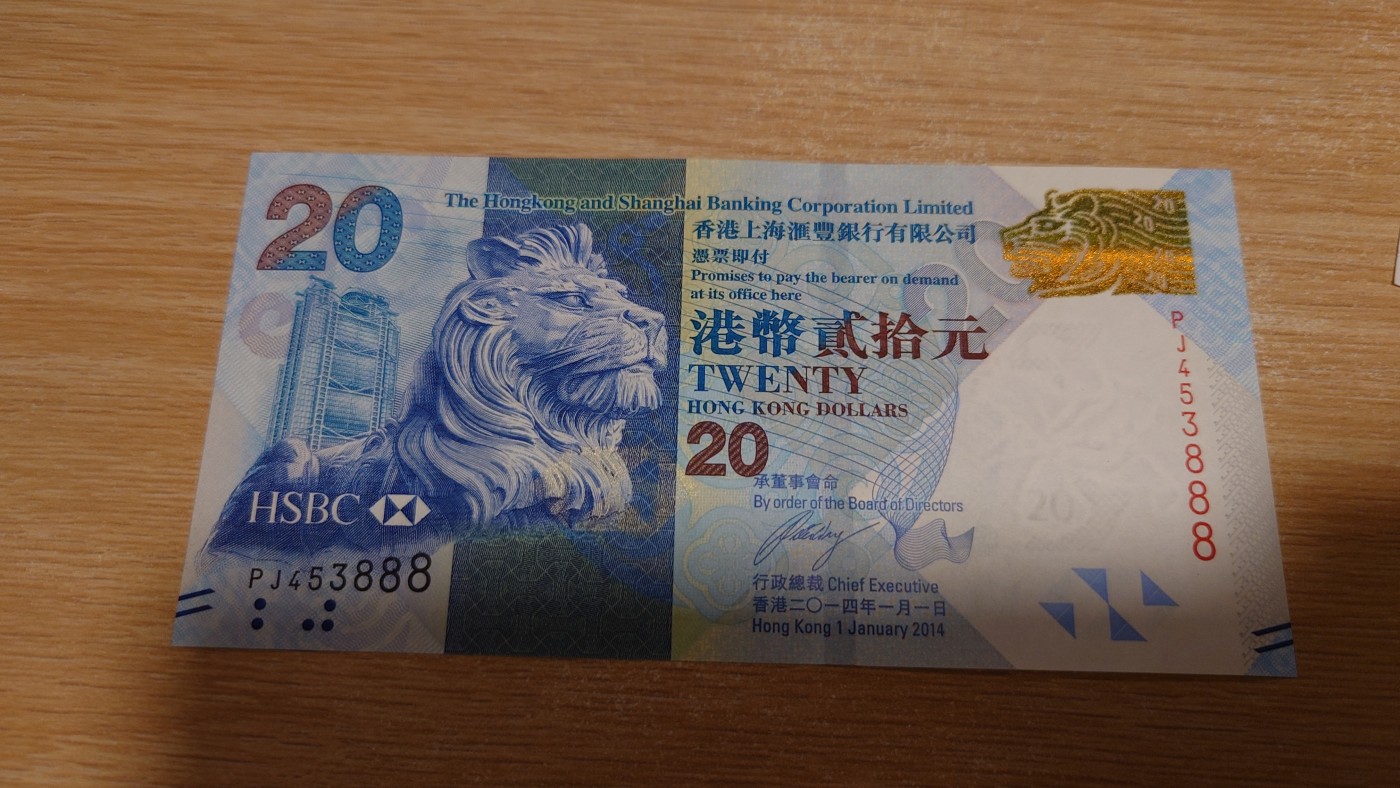 20
The Hongkong and Shanghai Banking Corporation Limited
香港上海滙豐銀行有限公司
憑票即付
Promises to pay the bearer on demand
at its office here
港幣貳拾元
TWENTY
HONG KONG DOLLARS
20
承董事會命
By order of the Board of Directors
行政總裁 Chief Executive
香港二〇一四年一月一日
Hong Kong 1 January 2014
HSBC
PJ453888
20
20
PJ453888
20